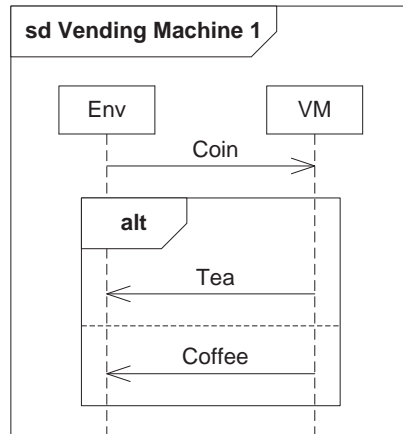 sd Vending Machine 1
Env VM
Coin
alt
Tea
Coffee